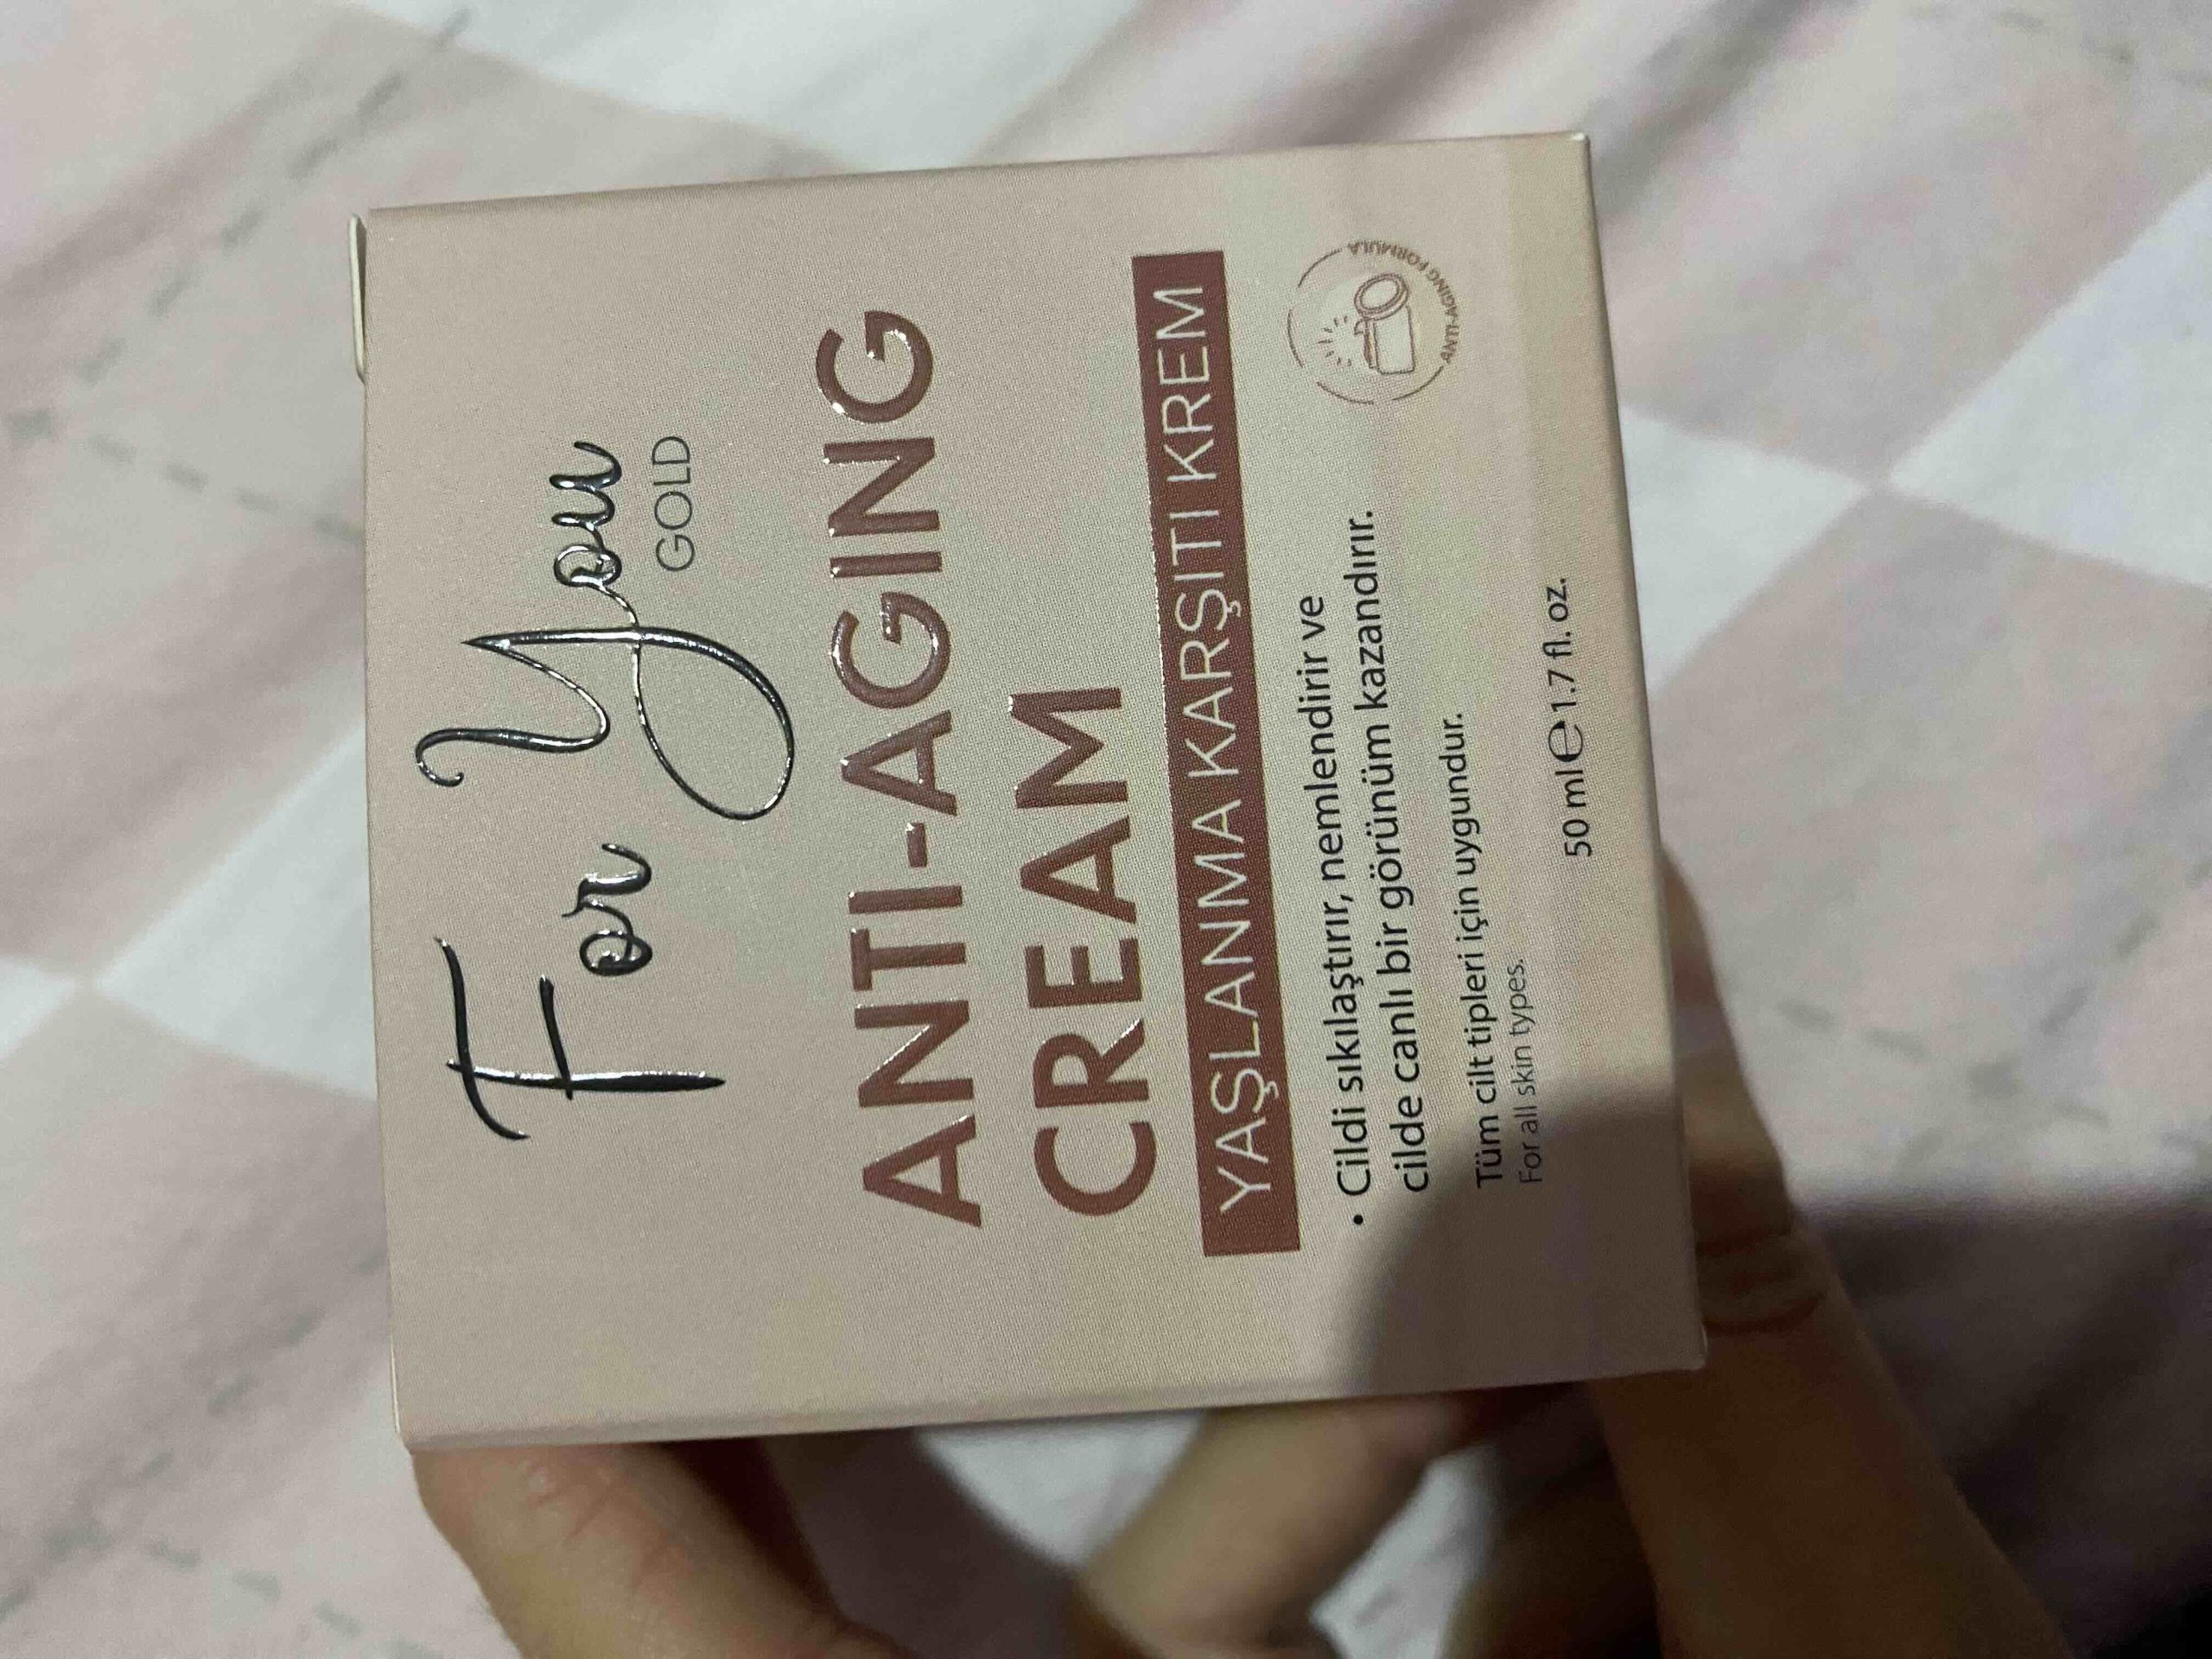 For You
GOLD
ANTI-AGING
CREAM
YAŞLANMA KARŞITI KREM
• Cildi sıkılaştırır, nemlendirir ve
cilde canlı bir görünüm kazandırır.
Tüm cilt tipleri için uygundur.
For all skin types.
ANTI-AGING FORMULA
50 ml e 1.7 fl. oz.